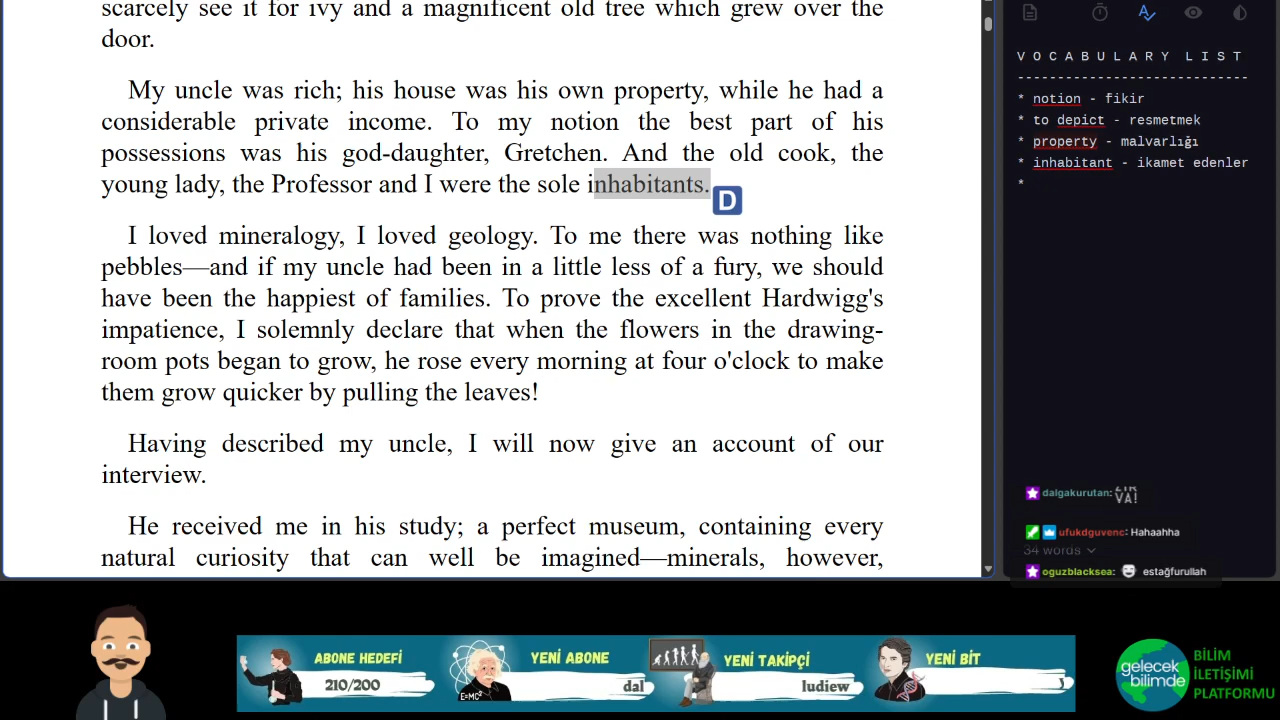 scarcely see it for ivy and a magnificent old tree which grew over the
door.
My uncle was rich; his house was his own property, while he had a
considerable private income. To my notion the best part of his
possessions was his god-daughter, Gretchen. And the old cook, the
young lady, the Professor and I were the sole inhabitants.
D
I loved mineralogy, I loved geology. To me there was nothing like
pebbles—and if my uncle had been in a little less of a fury, we should
have been the happiest of families. To prove the excellent Hardwigg's
impatience, I solemnly declare that when the flowers in the drawing-
room pots began to grow, he rose every morning at four o'clock to make
them grow quicker by pulling the leaves!
Having described my uncle, I will now give an account of our
interview.
He received me in his study; a perfect museum, containing every
natural curiosity that can well be imagined—minerals, however,
VOCABULARY LIST
-----------------------------
* notion - fikir
* to depict - resmetmek
* property - malvarlığı
* inhabitant - ikamet edenler
*
dalgakurutan: ZIR VA!
ufukdguvenc: Hahaahha
34 words
oguzblacksea: estağfurullah
ABONE HEDEFİ
210/200
E=MC²
YENİ ABONE
dal
YENİ TAKİPÇİ
ludiew
YENİ BİT
gelecek
bilimde
BİLİM
İLETİŞİMİ
PLATFORMU